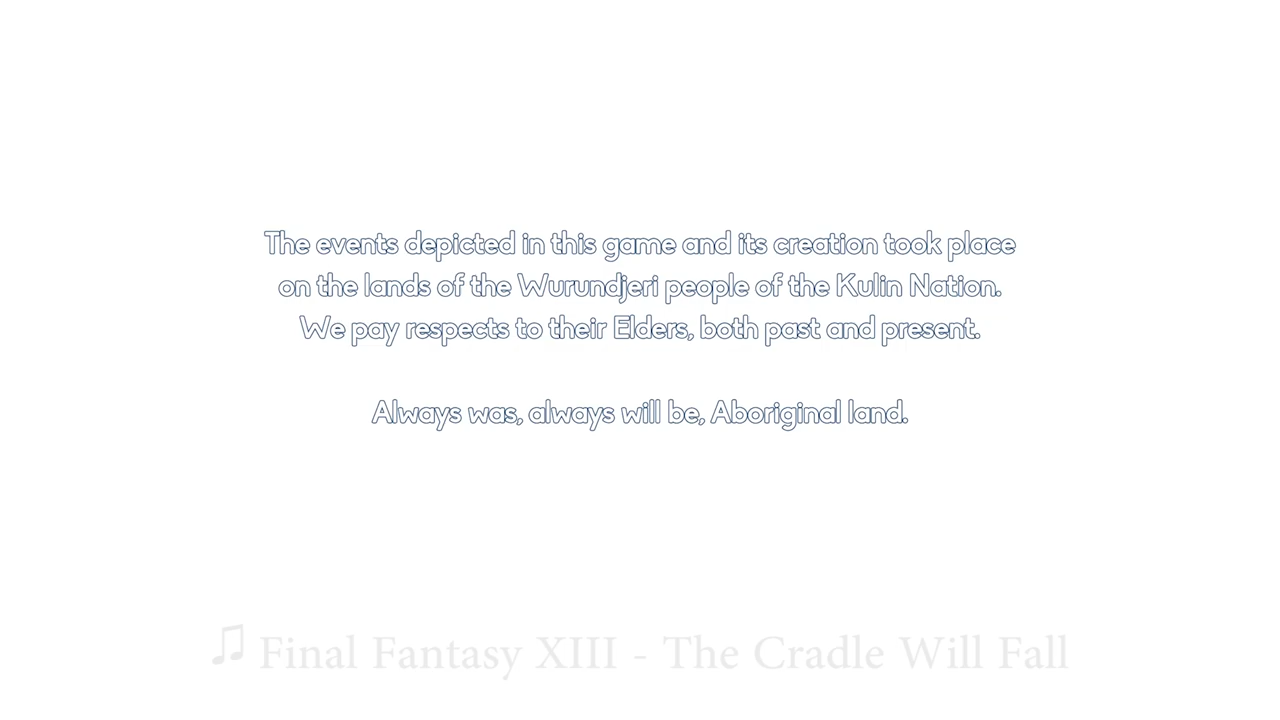 The events depicted in this game and its creation took place
on the lands of the Wurundjeri people of the Kulin Nation.
We pay respects to their Elders, both past and present.
Always was, always will be, Aboriginal land.
♫ Final Fantasy XIII - The Cradle Will Fall